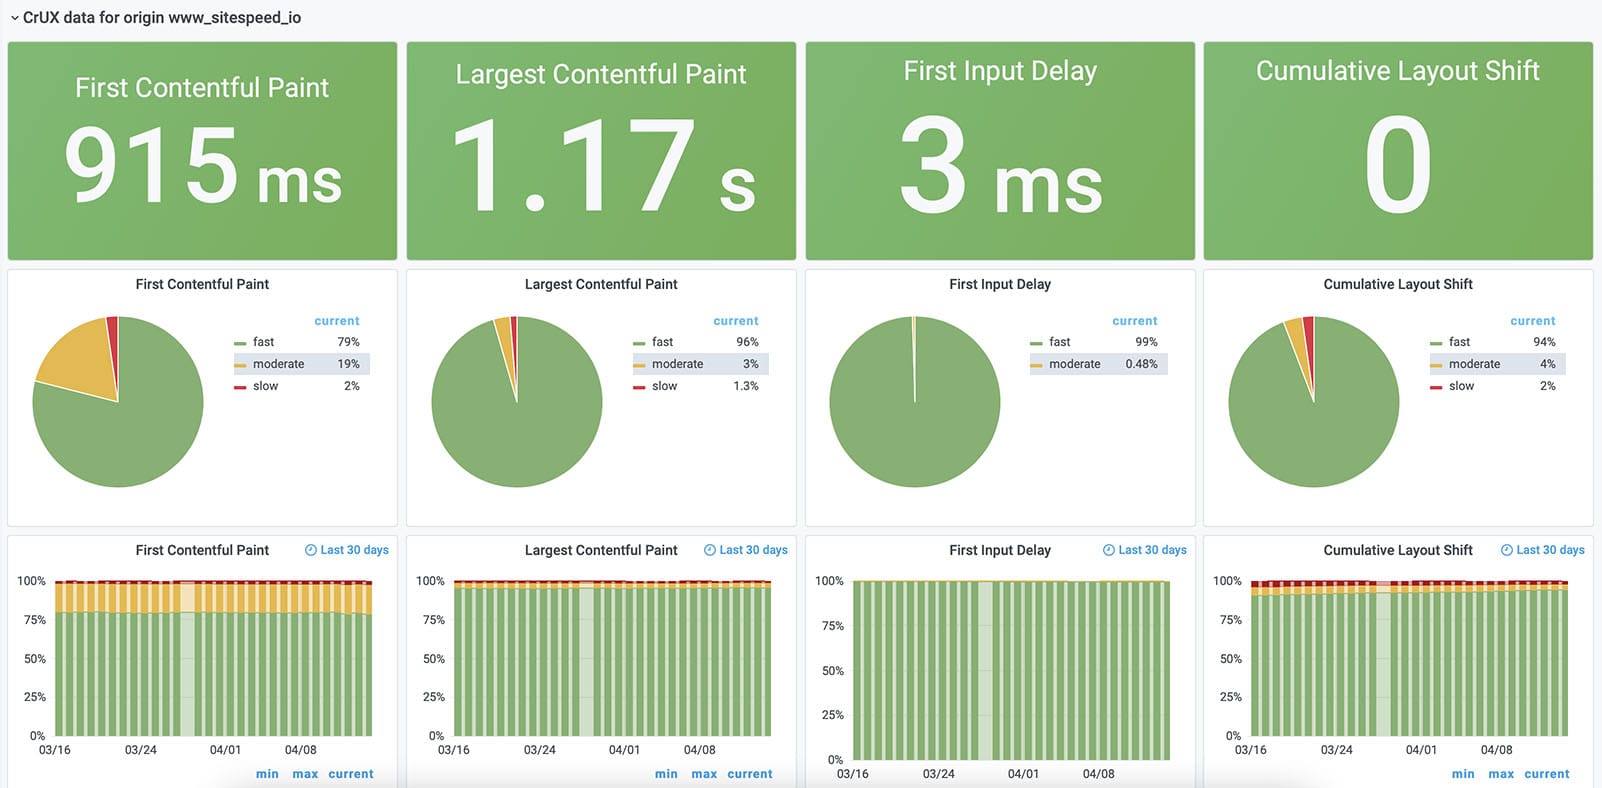 CrUX data for origin www_sitespeed_io
First Contentful Paint
915 ms
Largest Contentful Paint
1.17 s
First Input Delay
3 ms
Cumulative Layout Shift
0
First Contentful Paint
current
fast 79%
moderate 19%
slow 2%
Largest Contentful Paint
current
fast 96%
moderate 3%
slow 1.3%
First Input Delay
current
fast 99%
moderate 0.48%
Cumulative Layout Shift
current
fast 94%
moderate 4%
slow 2%
First Contentful Paint Last 30 days
100%
75%
50%
25%
0%
03/16 03/24 04/01 04/08
min max current
Largest Contentful Paint Last 30 days
100%
75%
50%
25%
0%
03/16 03/24 04/01 04/08
min max current
First Input Delay Last 30 days
100%
75%
50%
25%
0%
03/16 03/24 04/01 04/08
Cumulative Layout Shift Last 30 days
100%
75%
50%
25%
0%
03/16 03/24 04/01 04/08
min max current